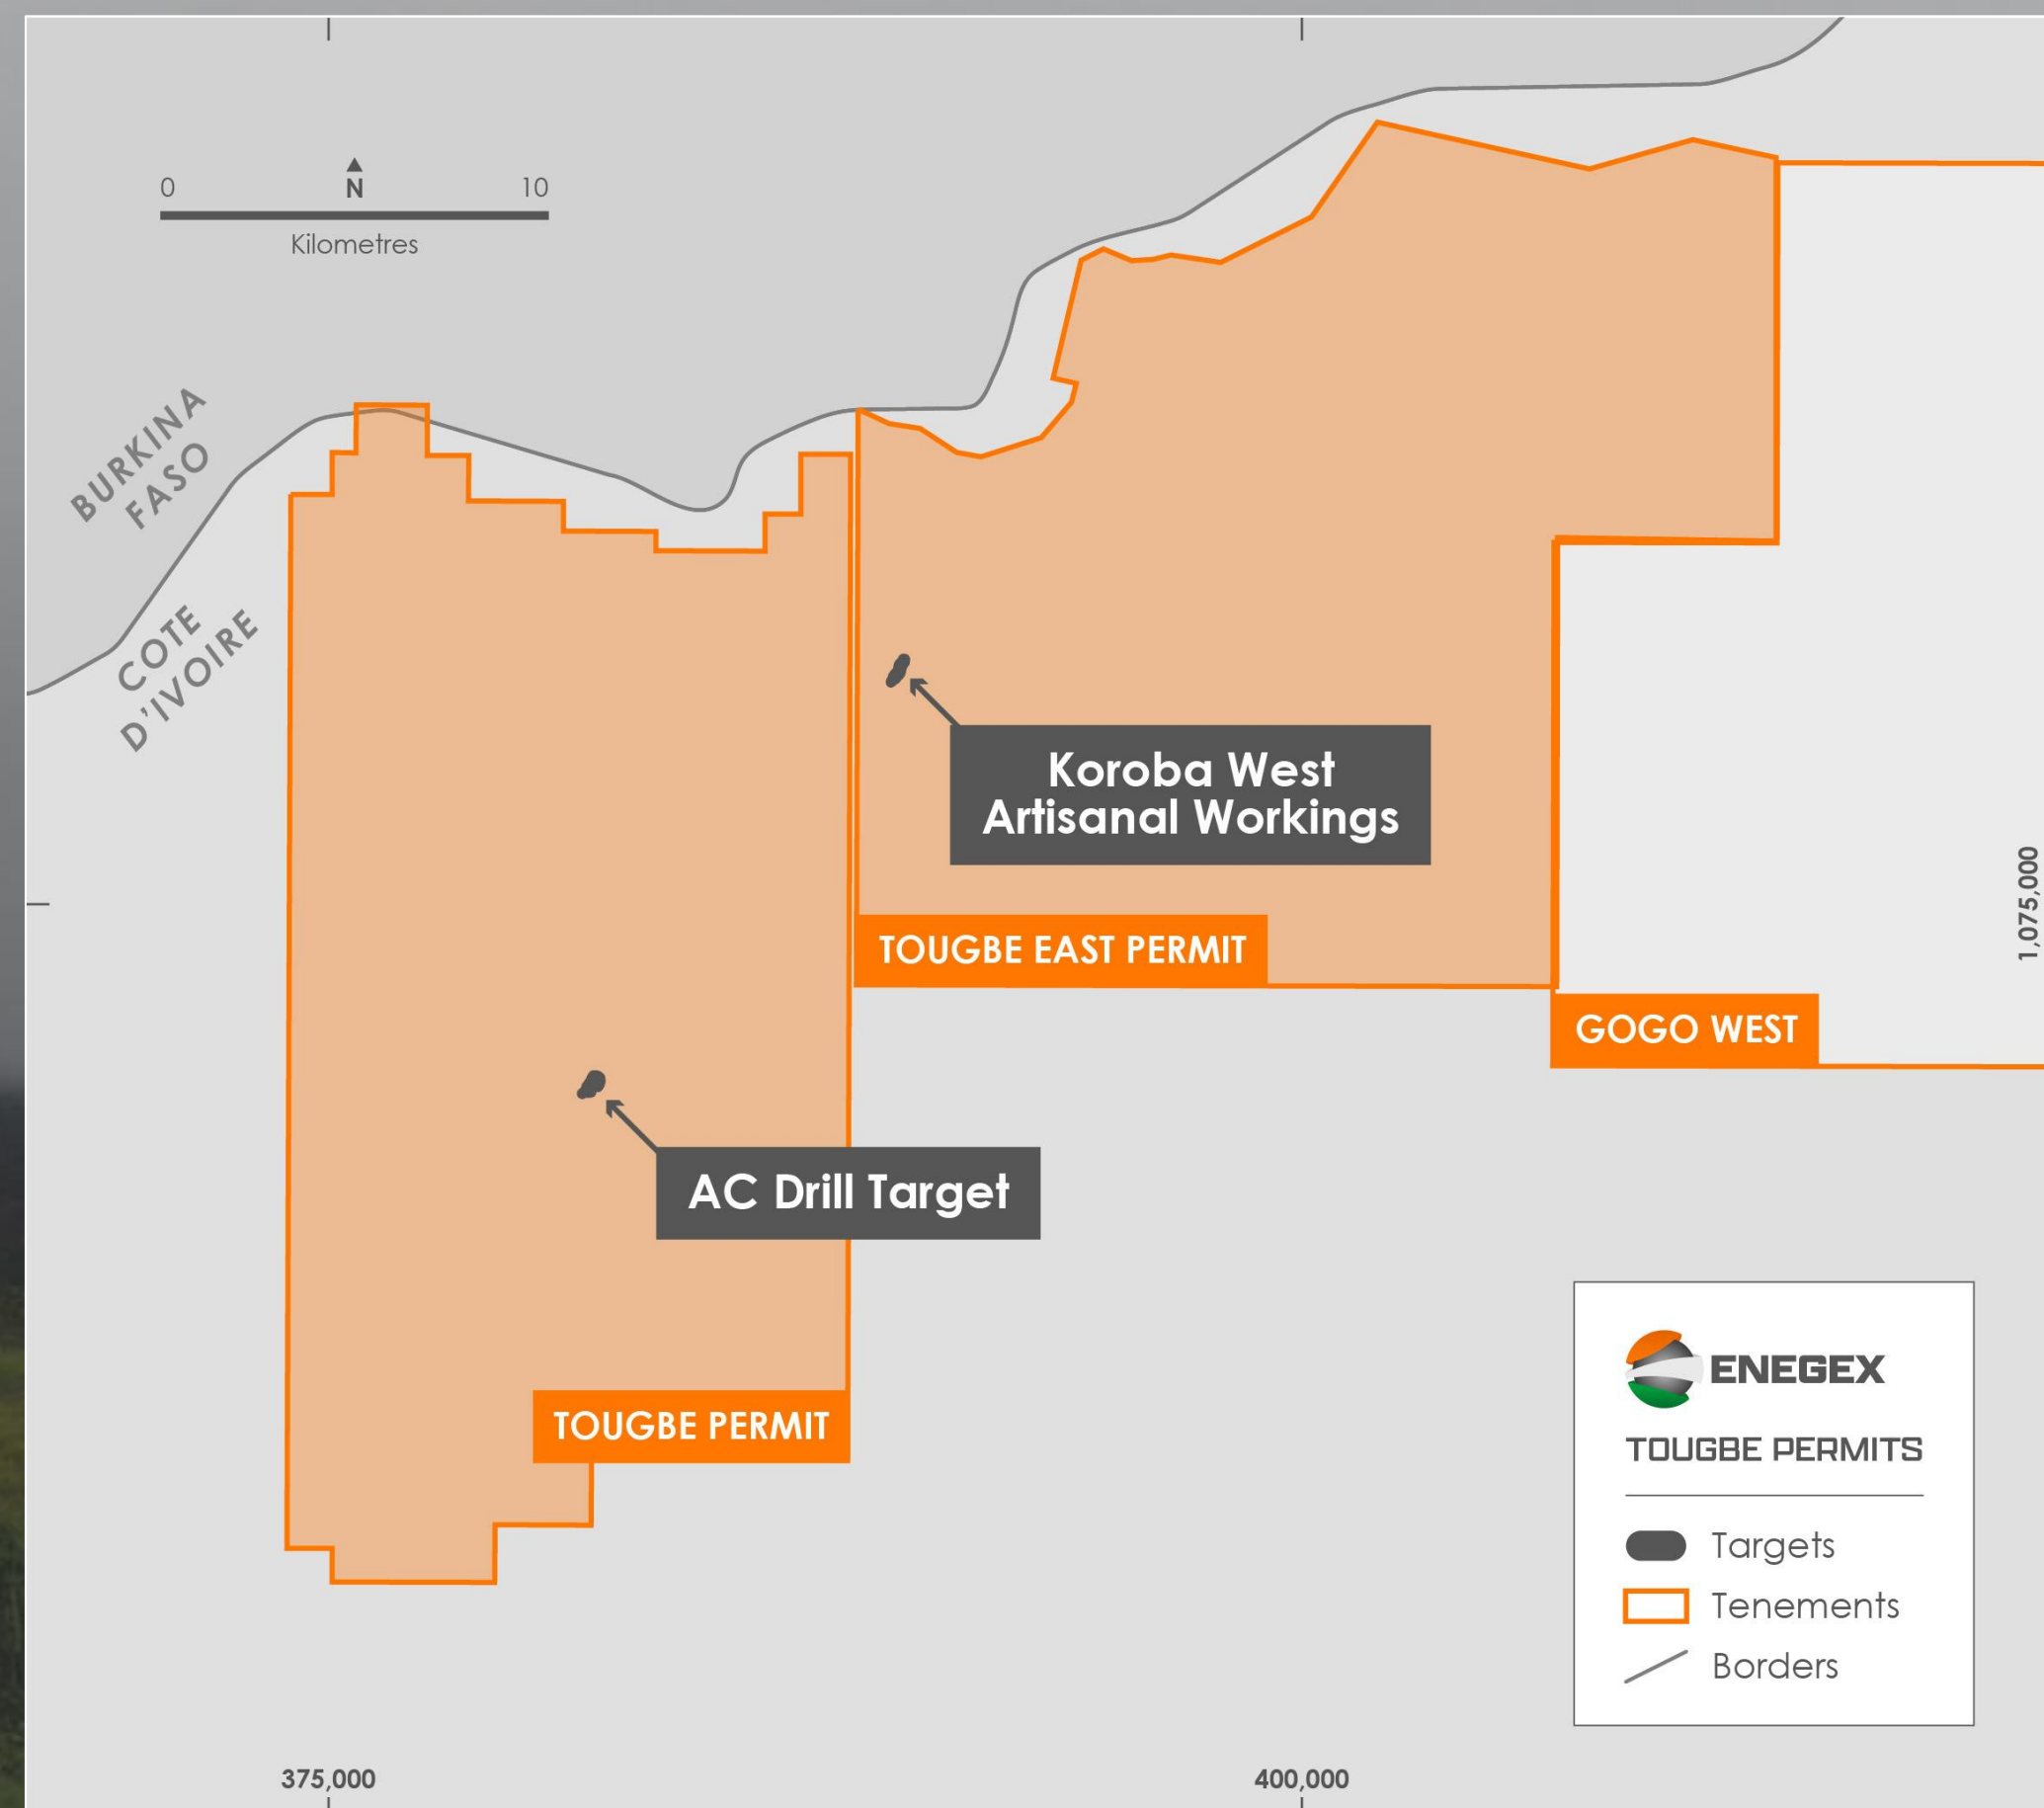 0
N
10
Kilometres
BURKINA
FASO
COTE
D'IVOIRE
Koroba West
Artisanal Workings
1,075,000
TOUGBE EAST PERMIT
GOGO WEST
AC Drill Target
TOUGBE PERMIT
ENEGEX
TOUGBE PERMITS
Targets
Tenements
Borders
375,000
400,000